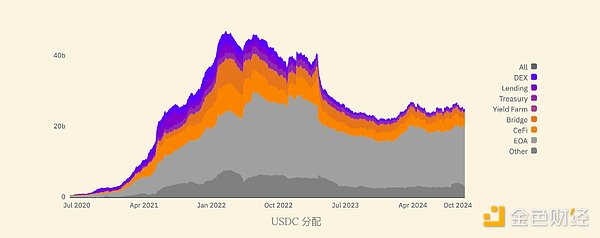 40b
20b
0
Jul 2020
Apr 2021
Jan 2022
Oct 2022
Jul 2023
Apr 2024
Oct 2024
All
DEX
Lending
Treasury
Yield Farm
Bridge
CeFi
EOA
Other
USDC 分配
金色财经